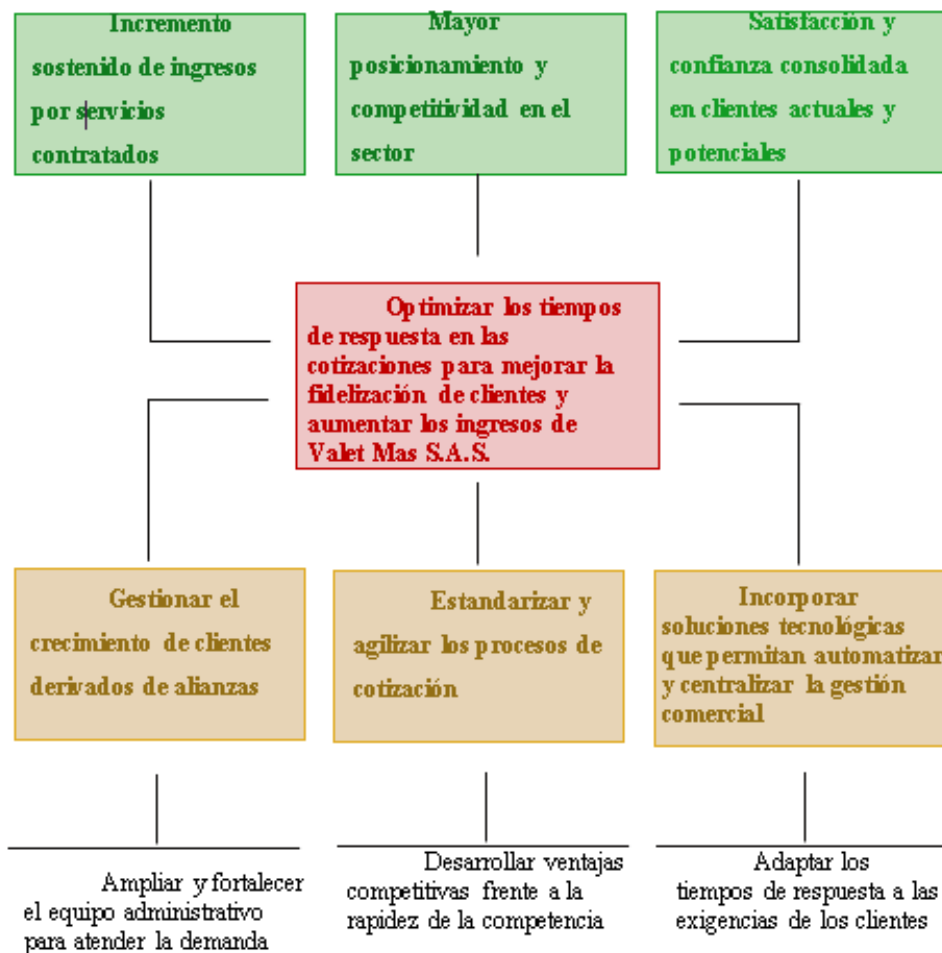 Incremento
sostenido de ingresos
por servicios
contratados
Mayor
posicionamiento y
competitividad en el
sector
Satisfacción y
confianza consolidada
en clientes actuales y
potenciales
Optimizar los tiempos
de respuesta en las
cotizaciones para mejorar la
fidelización de clientes y
aumentar los ingresos de
Valet Mas S.A.S.
Gestionar el
crecimiento de clientes
derivados de alianzas
Estandarizar y
agilizar los procesos de
cotización
Incorporar
soluciones tecnológicas
que permitan automatizar
y centralizar la gestión
comercial
Ampliar y fortalecer
el equipo administrativo
para atender la demanda
Desarrollar ventajas
competitivas frente a la
rapidez de la competencia
Adaptar los
tiempos de respuesta a las
exigencias de los clientes